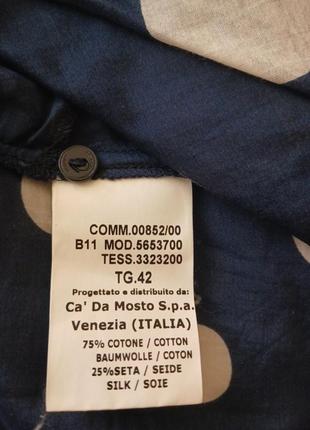 COMM.00852/00
B11 MOD.5653700
TESS.3323200
TG.42
Progettato e distribuito da:
Ca' Da Mosto S.p.a.
Venezia (ITALIA)
75% COTONE / COTTON
BAUMWOLLE / COTON
25%SETA / SEIDE
SILK / SOIE